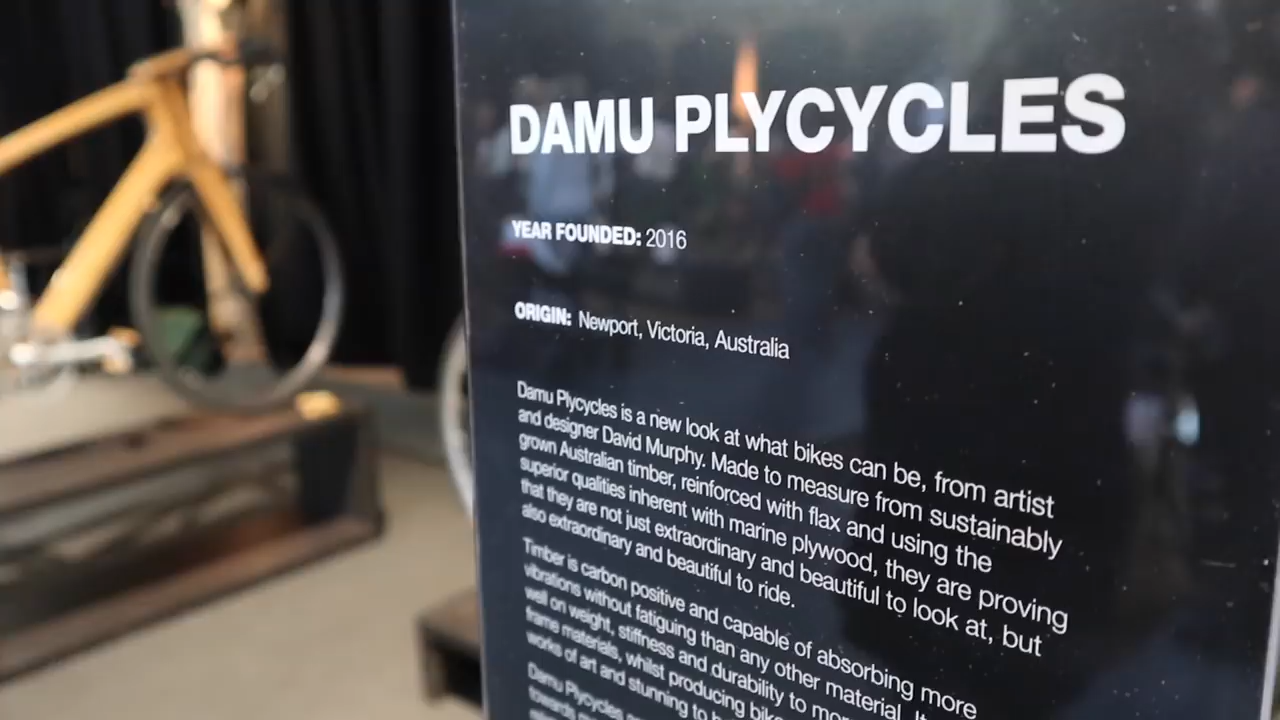 DAMU PLYCYCLES
YEAR FOUNDED: 2016
ORIGIN: Newport, Victoria, Australia
Damu Plycycles is a new look at what bikes can be, from artist
and designer David Murphy. Made to measure from sustainably
grown Australian timber, reinforced with flax and using the
superior qualities inherent with marine plywood, they are proving
that they are not just extraordinary and beautiful to look at, but
also extraordinary and beautiful to ride.
Timber is carbon positive and capable of absorbing more
vibrations without fatiguing than any other material. It
well on weight, stiffness and durability to
frame materials, whilst producing
works of art and stunning to
Damu Plycycles
towards